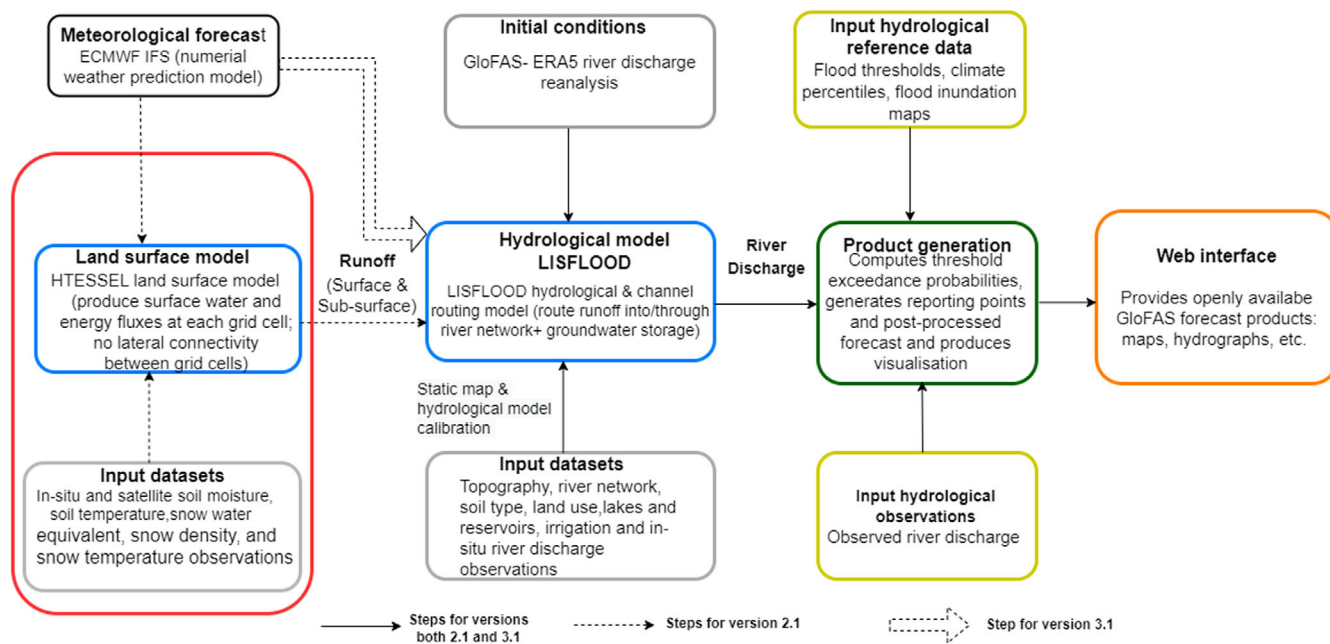 Meteorological forecast
ECMWF IFS (numerial
weather prediction model)
Initial conditions
GloFAS- ERA5 river discharge
reanalysis
Input hydrological
reference data
Flood thresholds, climate
percentiles, flood inundation
maps
Land surface model
HTESSEL land surface model
(produce surface water and
energy fluxes at each grid cell;
no lateral connectivity
between grid cells)
Runoff
(Surface &
Sub-surface)
Hydrological model
LISFLOOD
LISFLOOD hydrological & channel
routing model (route runoff into/through
river network+ groundwater storage)
River
Discharge
Product generation
Computes threshold
exceedance probabilities,
generates reporting points
and post-processed
forecast and produces
visualisation
Web interface
Provides openly availabe
GloFAS forecast products:
maps, hydrographs, etc.
Static map &
hydrological model
calibration
Input datasets
In-situ and satellite soil moisture,
soil temperature,snow water
equivalent, snow density, and
snow temperature observations
Input datasets
Topography, river network,
soil type, land use,lakes and
reservoirs, irrigation and in-
situ river discharge
observations
Input hydrological
observations
Observed river discharge
Steps for versions
both 2.1 and 3.1
Steps for version 2.1
Step for version 3.1